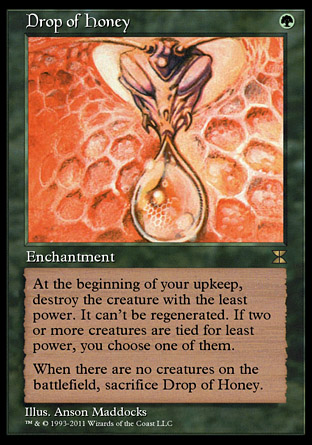 Drop of Honey
Enchantment
At the beginning of your upkeep,
destroy the creature with the least
power. It can't be regenerated. If two
or more creatures are tied for least
power, you choose one of them.
When there are no creatures on the
battlefield, sacrifice Drop of Honey.
Illus. Anson Maddocks
™ & © 1993-2011 Wizards of the Coast LLC